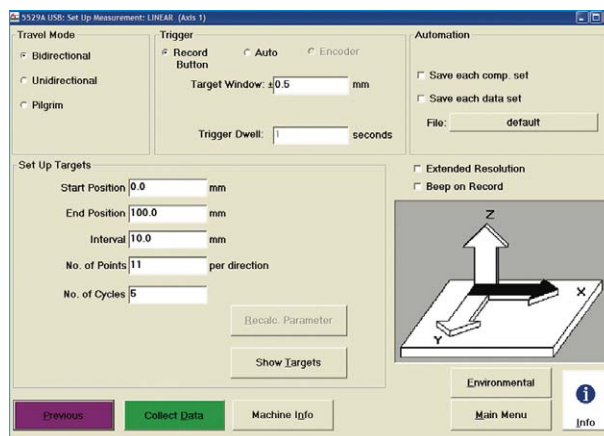 5529A USB: Set Up Measurement: LINEAR (Axis 1)
Travel Mode
Bidirectional
Unidirectional
Pilgrim
Trigger
Record Button
Auto
Encoder
Target Window: ± 0.5 mm
Trigger Dwell: 1 seconds
Automation
Save each comp. set
Save each data set
File: default
Set Up Targets
Start Position 0.0 mm
End Position 100.0 mm
Interval 10.0 mm
No. of Points 11 per direction
No. of Cycles 5
Recalc. Parameter
Show Targets
Extended Resolution
Beep on Record
Z
X
Y
Previous
Collect Data
Machine Info
Environmental
Main Menu
i
Info